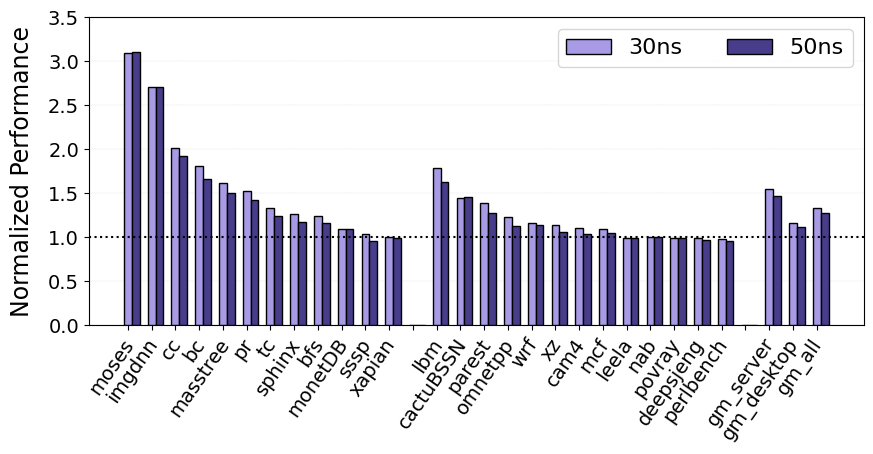 3.5
3.0
2.5
2.0
1.5
1.0
0.5
0.0
Normalized Performance
30ns 50ns
moses
imgdnn
cc
bc
masstree
pr
tc
sphinx
bfs
monetDB
sssp
xapian
lbm
cactuBSSN
parest
omnetpp
wrf
xz
cam4
mcf
leela
nab
povray
deepsjeng
perlbench
gm_server
gm_desktop
gm_all